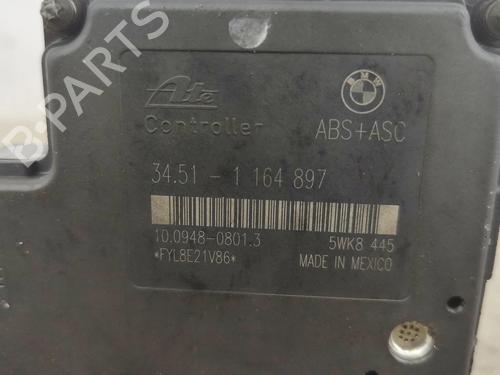 B-PARTS
Ate
BMW
Controller ABS+ASC
34.51 - 1 164 897
10.0948-0801.3 5WK8 445
*FYL8E21V86* MADE IN MEXICO